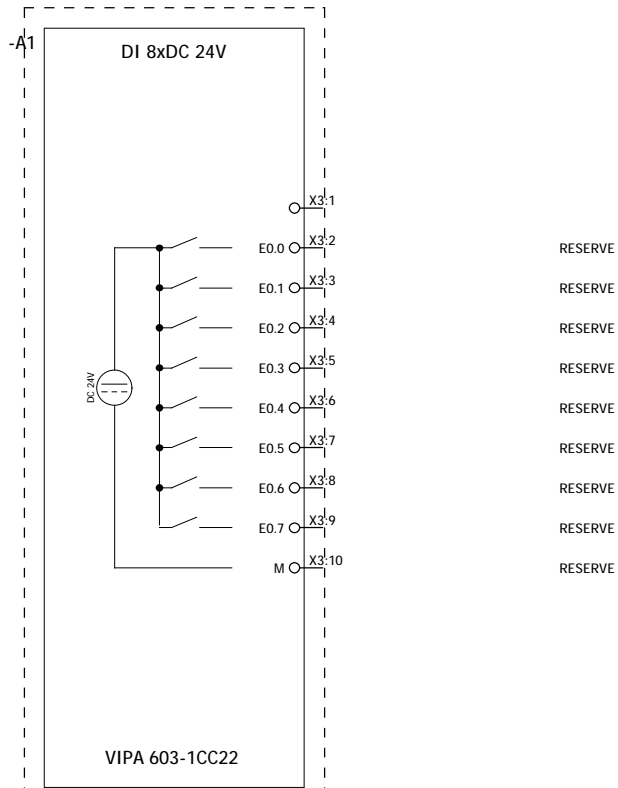 -A1
DI 8xDC 24V
X3:1
E0.0 X3:2 RESERVE
E0.1 X3:3 RESERVE
E0.2 X3:4 RESERVE
E0.3 X3:5 RESERVE
DC 24V
E0.4 X3:6 RESERVE
E0.5 X3:7 RESERVE
E0.6 X3:8 RESERVE
E0.7 X3:9 RESERVE
M X3:10 RESERVE
VIPA 603-1CC22